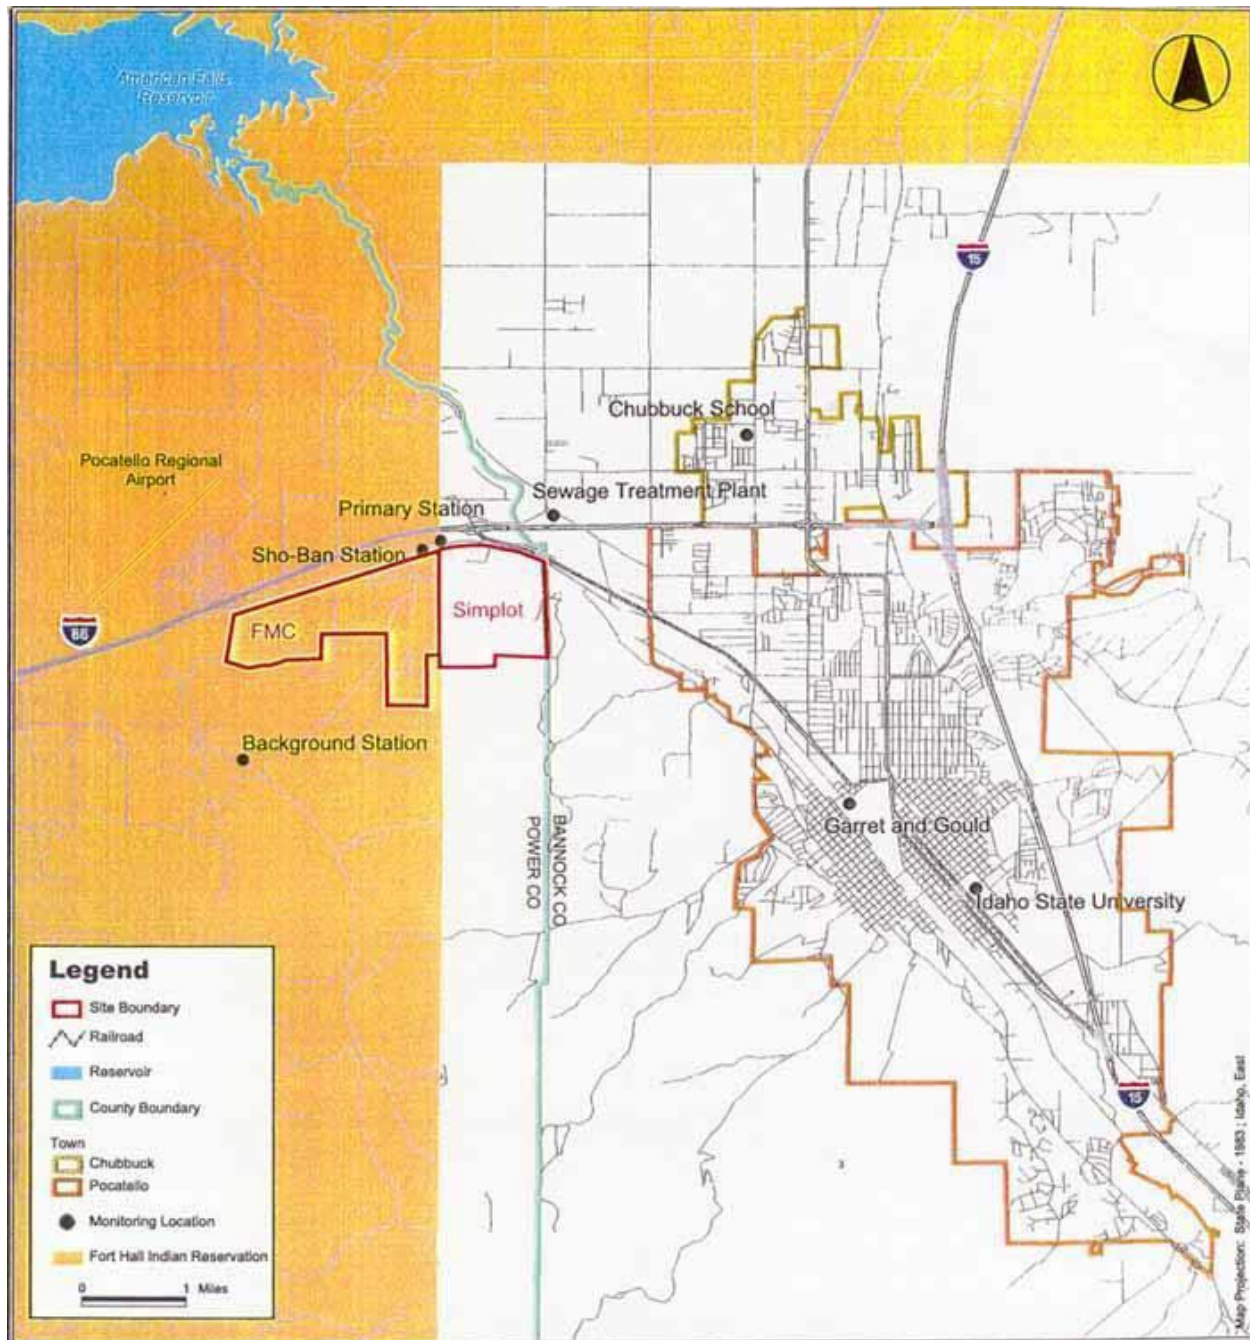 American Falls
Reservoir
15
Chubbuck School
Pocatello Regional
Airport
Sewage Treatment Plant
Primary Station
Sho-Ban Station
Simplot
FMC
86
Background Station
BANNOCK CO
POWER CO
Garret and Gould
Idaho State University
Legend
Site Boundary
Railroad
Reservoir
County Boundary
Town
Chubbuck
Pocatello
Monitoring Location
Fort Hall Indian Reservation
0 1 Miles
15
3
Map Projection: State Plane - 1983 ; Idaho, East